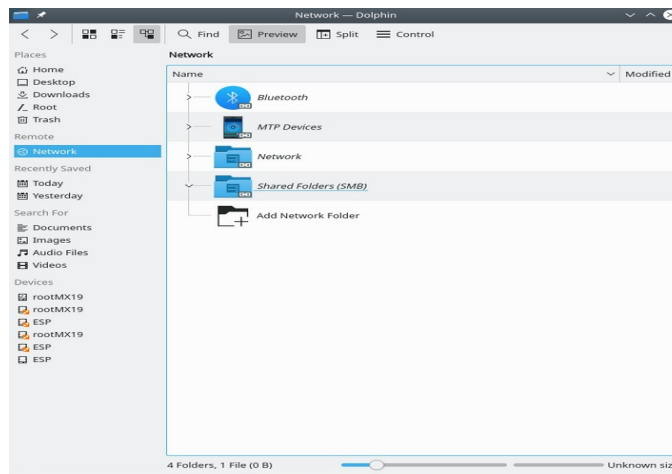 Network — Dolphin
Find
Preview
Split
Control
Places
Home
Desktop
Downloads
Root
Trash
Remote
Network
Recently Saved
Today
Yesterday
Search For
Documents
Images
Audio Files
Videos
Devices
rootMX19
rootMX19
ESP
rootMX19
ESP
ESP
Network
Name
Modified
Bluetooth
MTP Devices
Network
Shared Folders (SMB)
Add Network Folder
4 Folders, 1 File (0 B)
Unknown siz